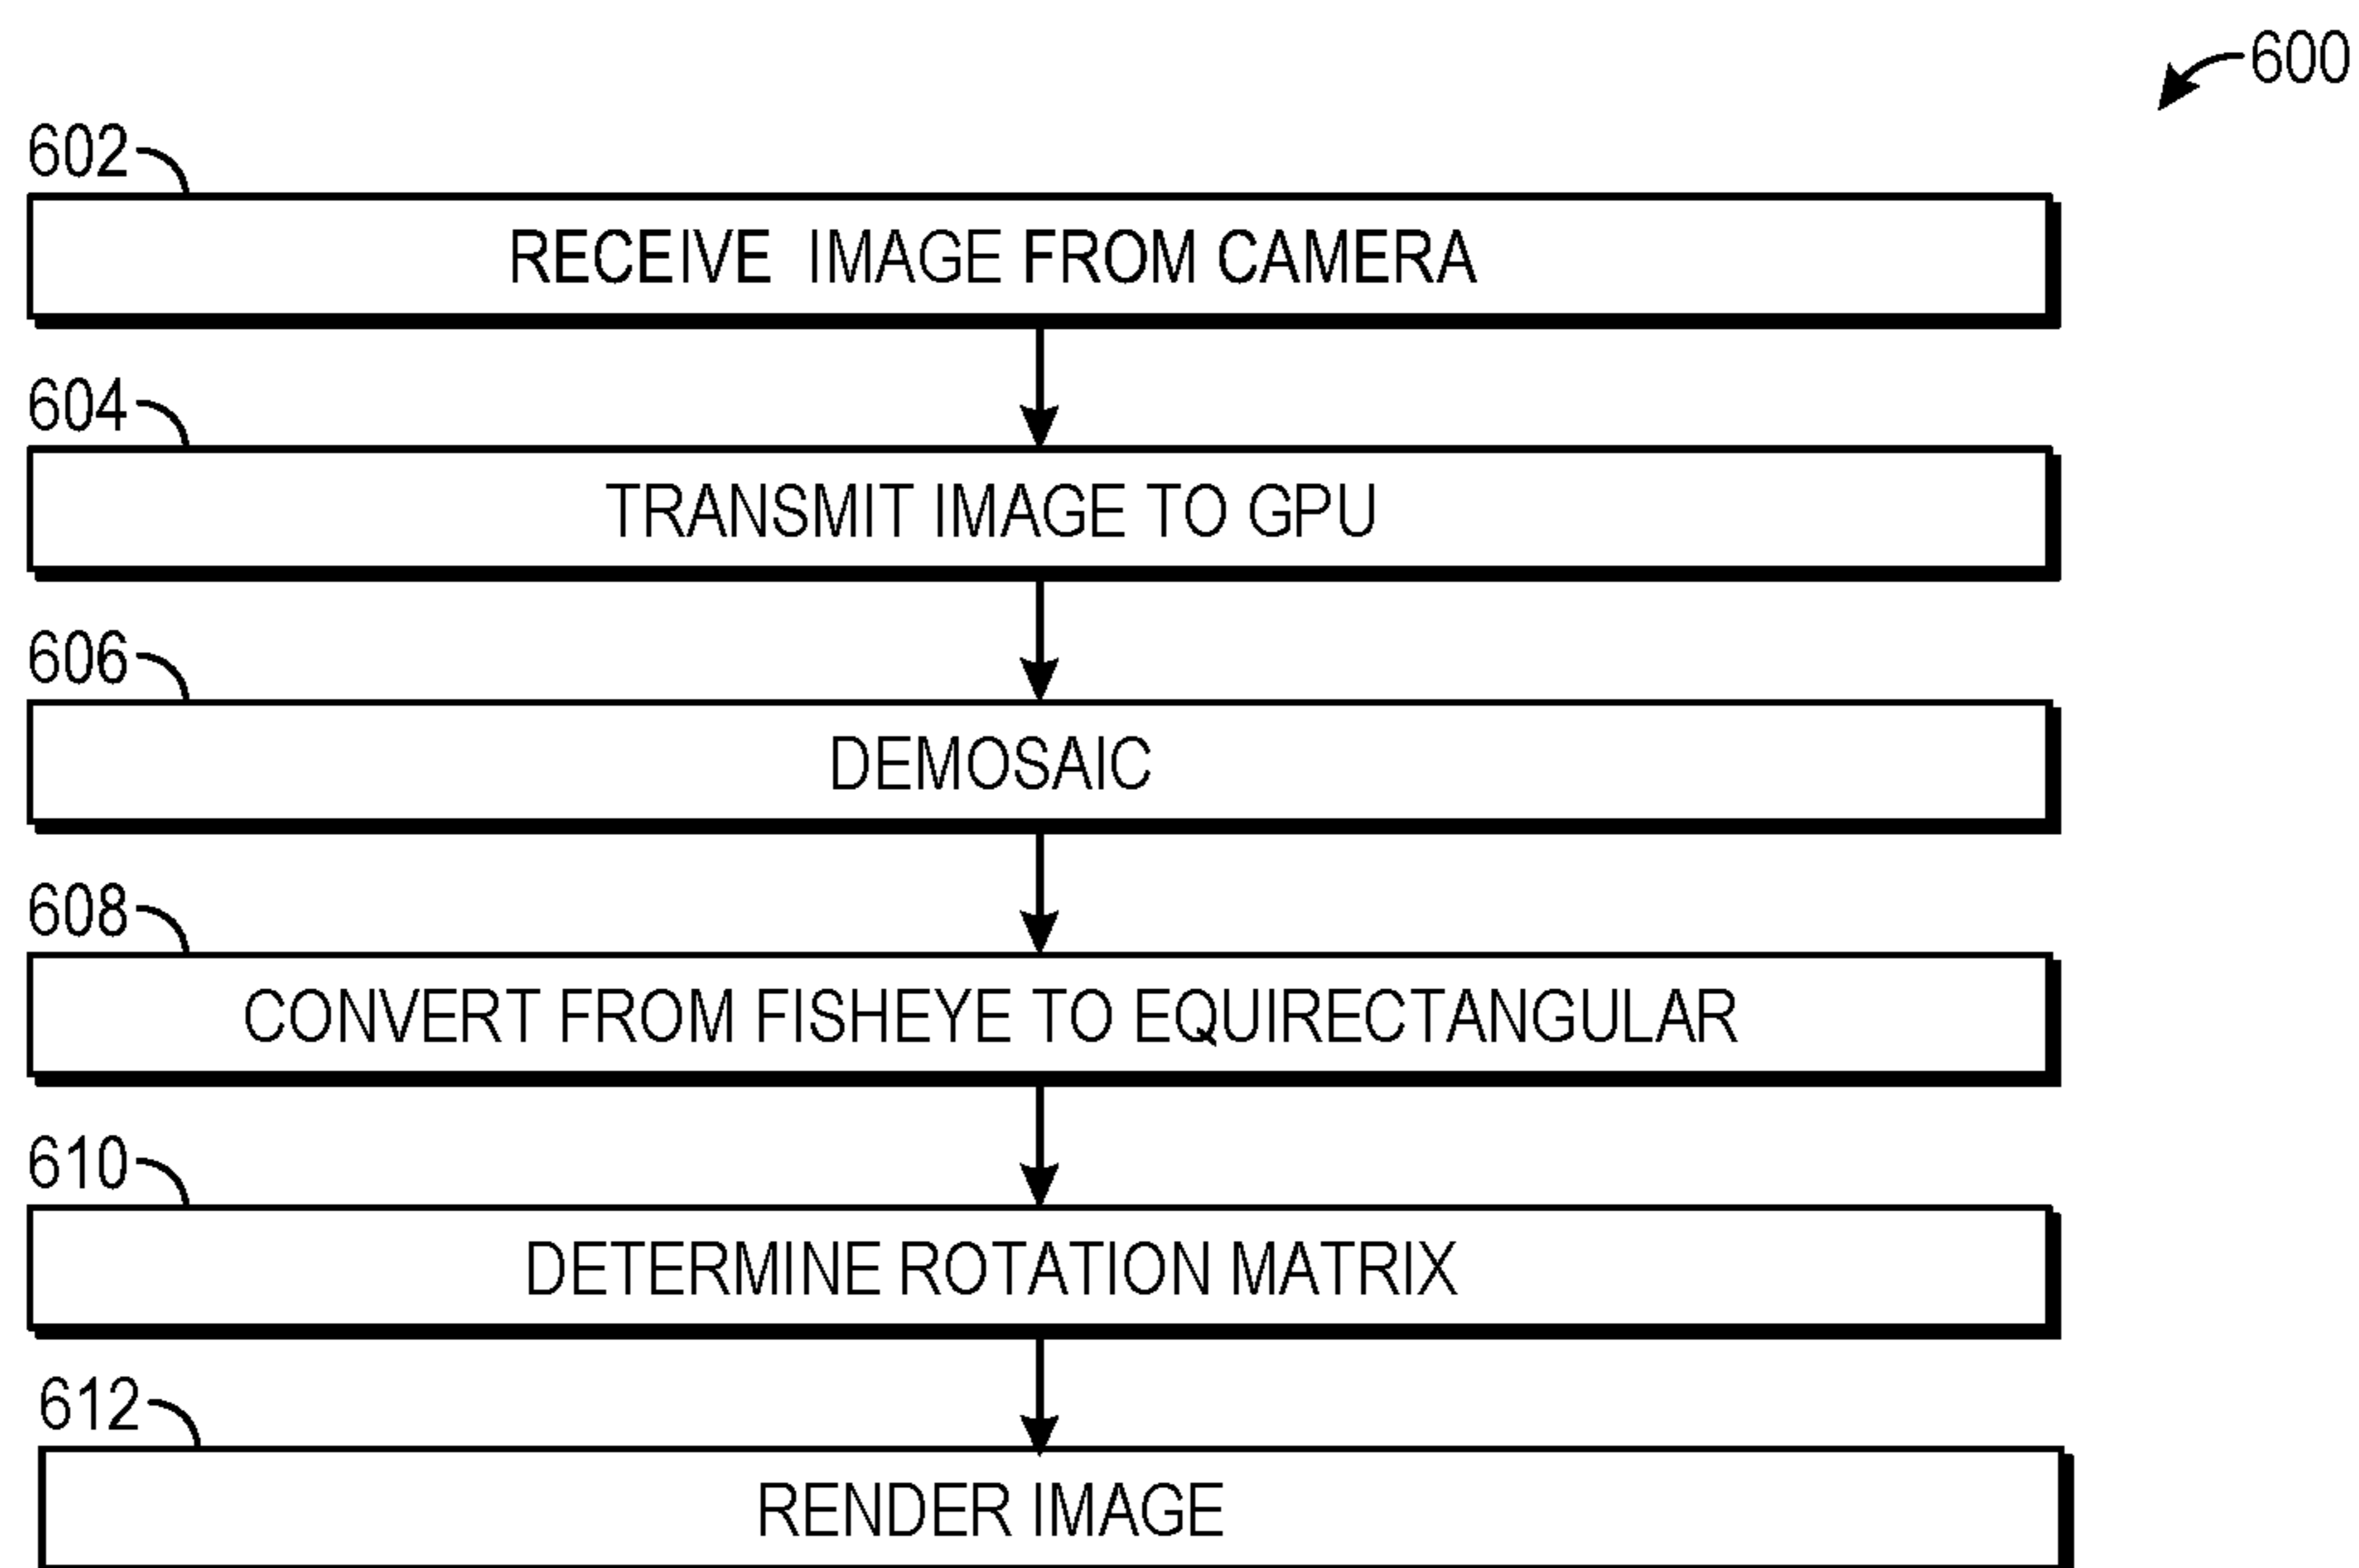 600
602
RECEIVE IMAGE FROM CAMERA
604
TRANSMIT IMAGE TO GPU
606
DEMOSAIC
608
CONVERT FROM FISHEYE TO EQUIRECTANGULAR
610
DETERMINE ROTATION MATRIX
612
RENDER IMAGE